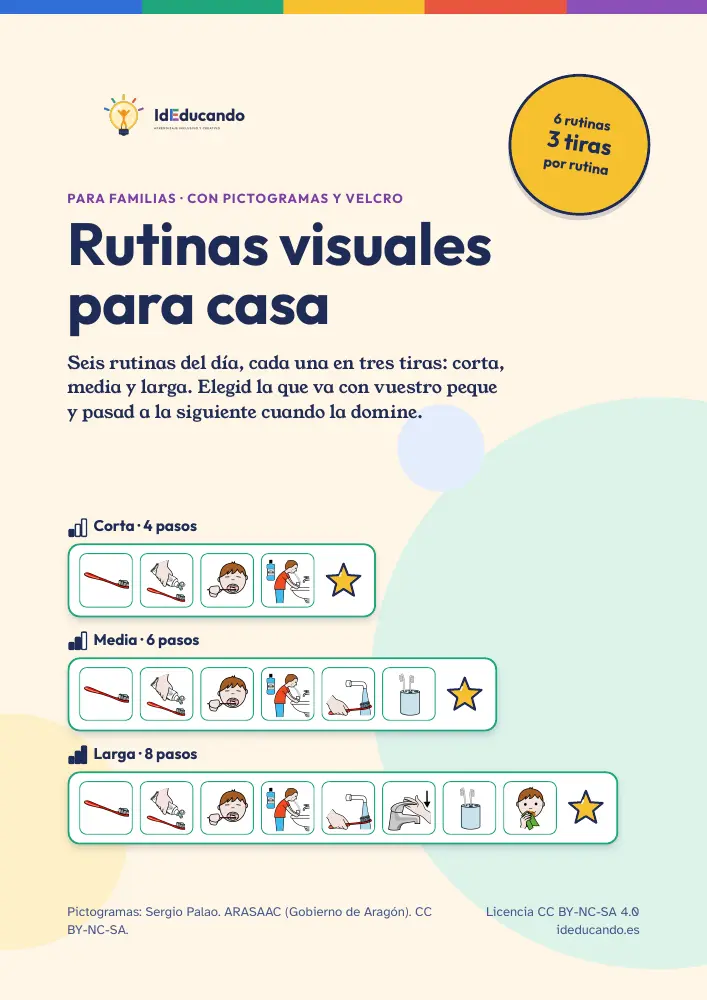 IdEducando
APRENDIZAJE INCLUSIVO Y CREATIVO
6 rutinas
3 tiras
por rutina
PARA FAMILIAS · CON PICTOGRAMAS Y VELCRO
Rutinas visuales
para casa
Seis rutinas del día, cada una en tres tiras: corta,
media y larga. Elegid la que va con vuestro peque
y pasad a la siguiente cuando la domine.
Corta · 4 pasos
Media · 6 pasos
Larga · 8 pasos
Pictogramas: Sergio Palao. ARASAAC (Gobierno de Aragón). CC
BY-NC-SA.
Licencia CC BY-NC-SA 4.0
ideducando.es